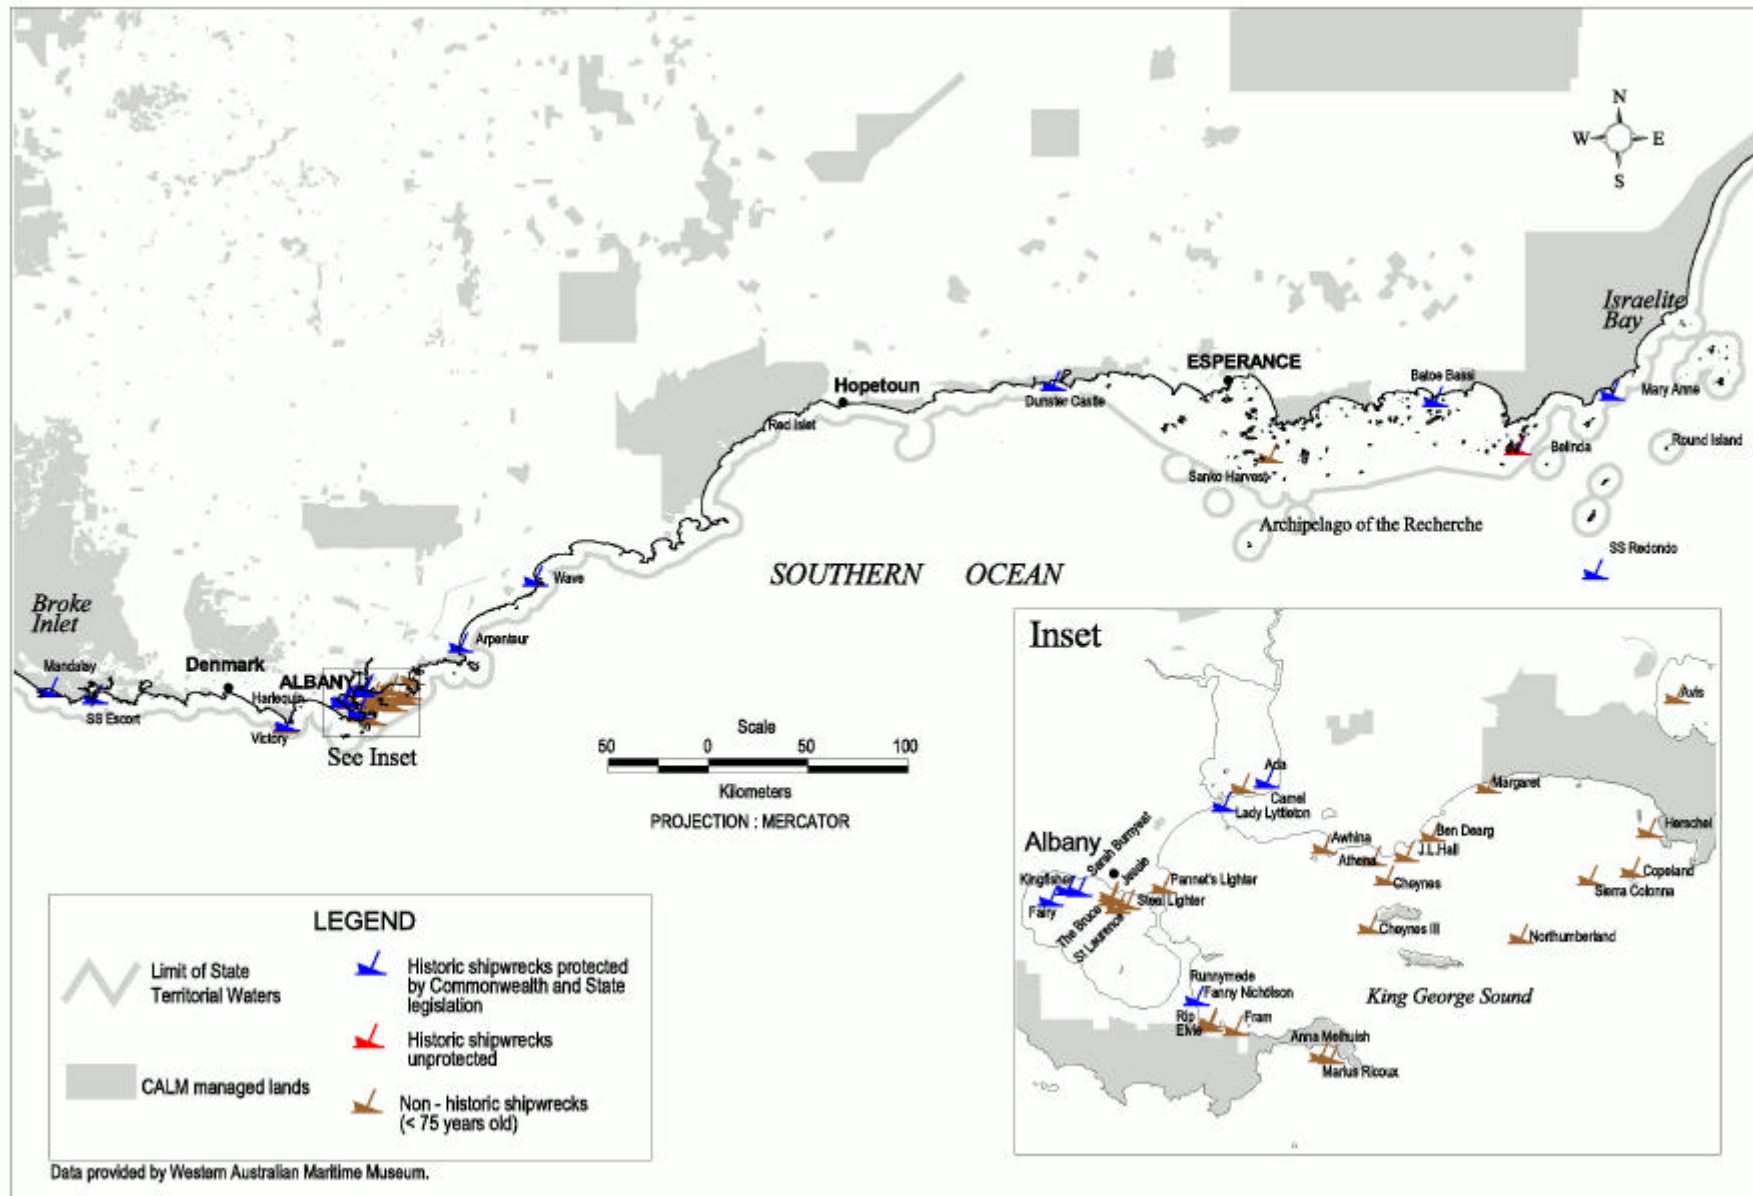 N
W E
S
Israelite
Bay
ESPERANCE
Hopetoun
Batoe Bassi
Mary Anne
Dunster Castle
Red Islet
Round Island
Belinda
Sanko Harvest
Archipelago of the Recherche
SS Redondo
SOUTHERN OCEAN
Wave
Broke
Inlet
Arpenteur
Denmark
Mandalay
ALBANY
Harlequin
SS Escort
Victory
See Inset
Scale
50 0 50 100
Kilometers
PROJECTION : MERCATOR
Inset
Avis
Ada
Camel
Lady Lyttleton
Margaret
Herschel
Ben Dearg
Awhina
J.L.Hall
Athena
Albany
Sarah Burnyeat
Jessie
Copeland
Cheynes
Sierra Colonna
Kingfisher
Pannet's Lighter
Steel Lighter
Fairy
The Bruce
St Laurence
Cheynes III
Northumberland
Runnymede
Fanny Nicholson
King George Sound
Rip
Elvie
Fram
Anna Melhuish
Marius Ricoux
LEGEND
Limit of State
Territorial Waters
CALM managed lands
Historic shipwrecks protected
by Commonwealth and State
legislation
Historic shipwrecks
unprotected
Non - historic shipwrecks
(< 75 years old)
Data provided by Western Australian Maritime Museum.